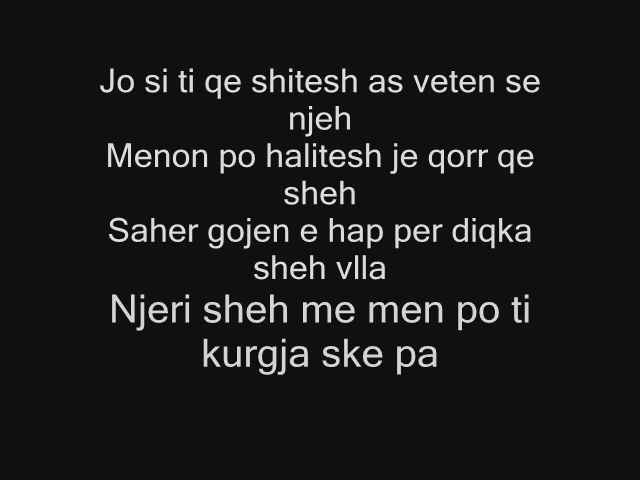 Jo si ti qe shitesh as veten se
njeh
Menon po halitesh je qorr qe
sheh
Saher gojen e hap per diqka
sheh vlla
Njeri sheh me men po ti
kurgja ske pa